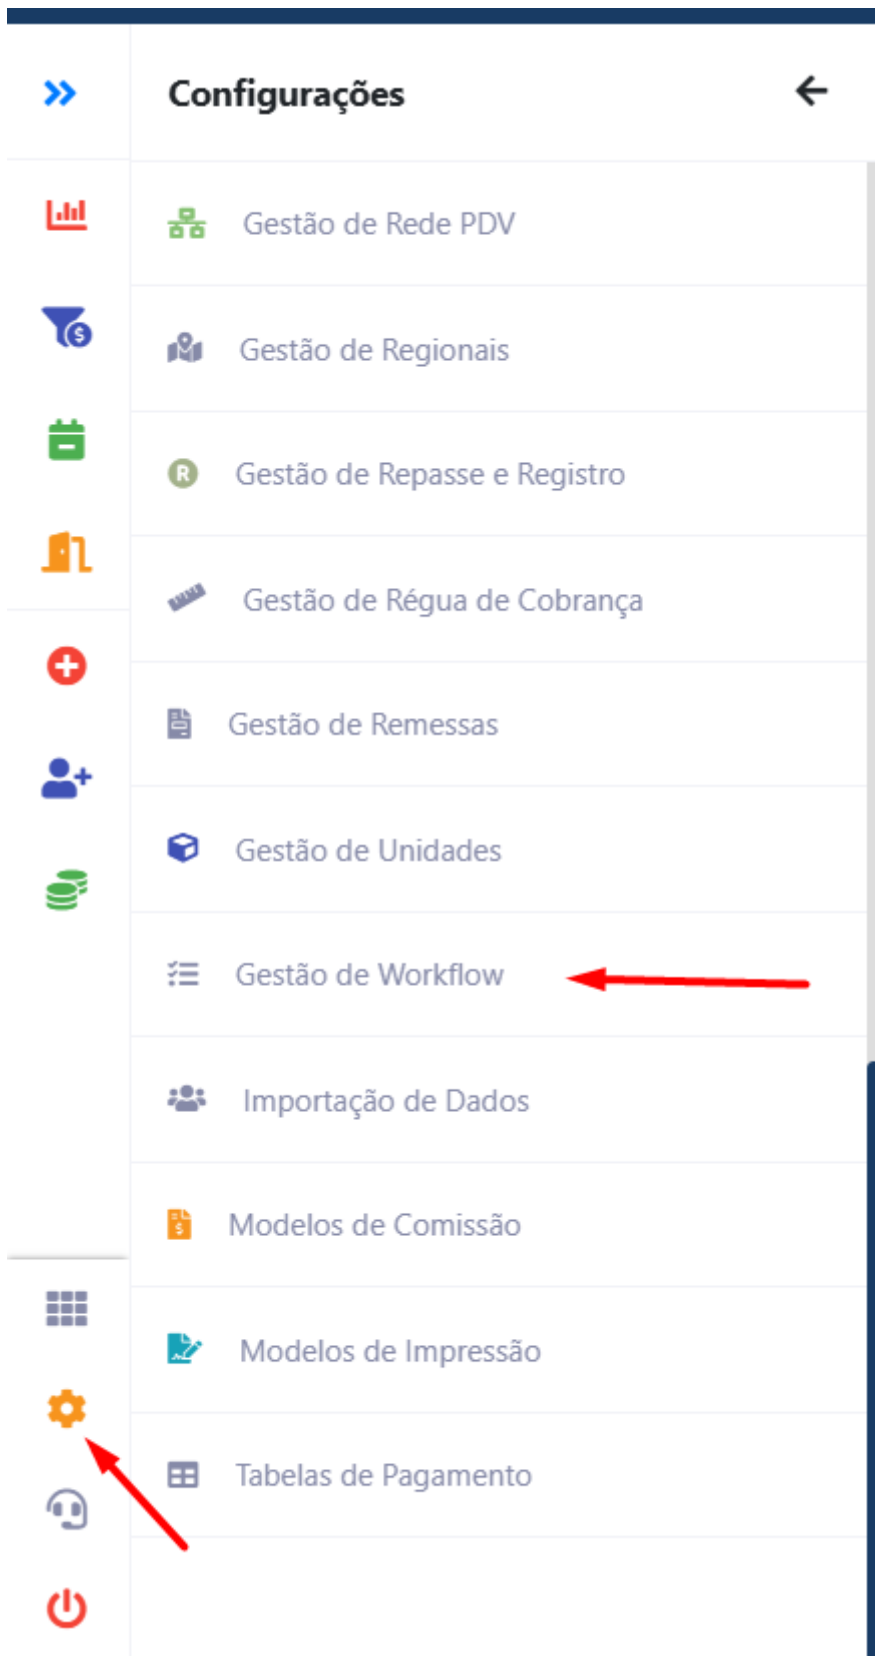 Configurações
Gestão de Rede PDV
Gestão de Regionais
R
Gestão de Repasse e Registro
Gestão de Régua de Cobrança
Gestão de Remessas
Gestão de Unidades
Gestão de Workflow
Importação de Dados
Modelos de Comissão
Modelos de Impressão
Tabelas de Pagamento